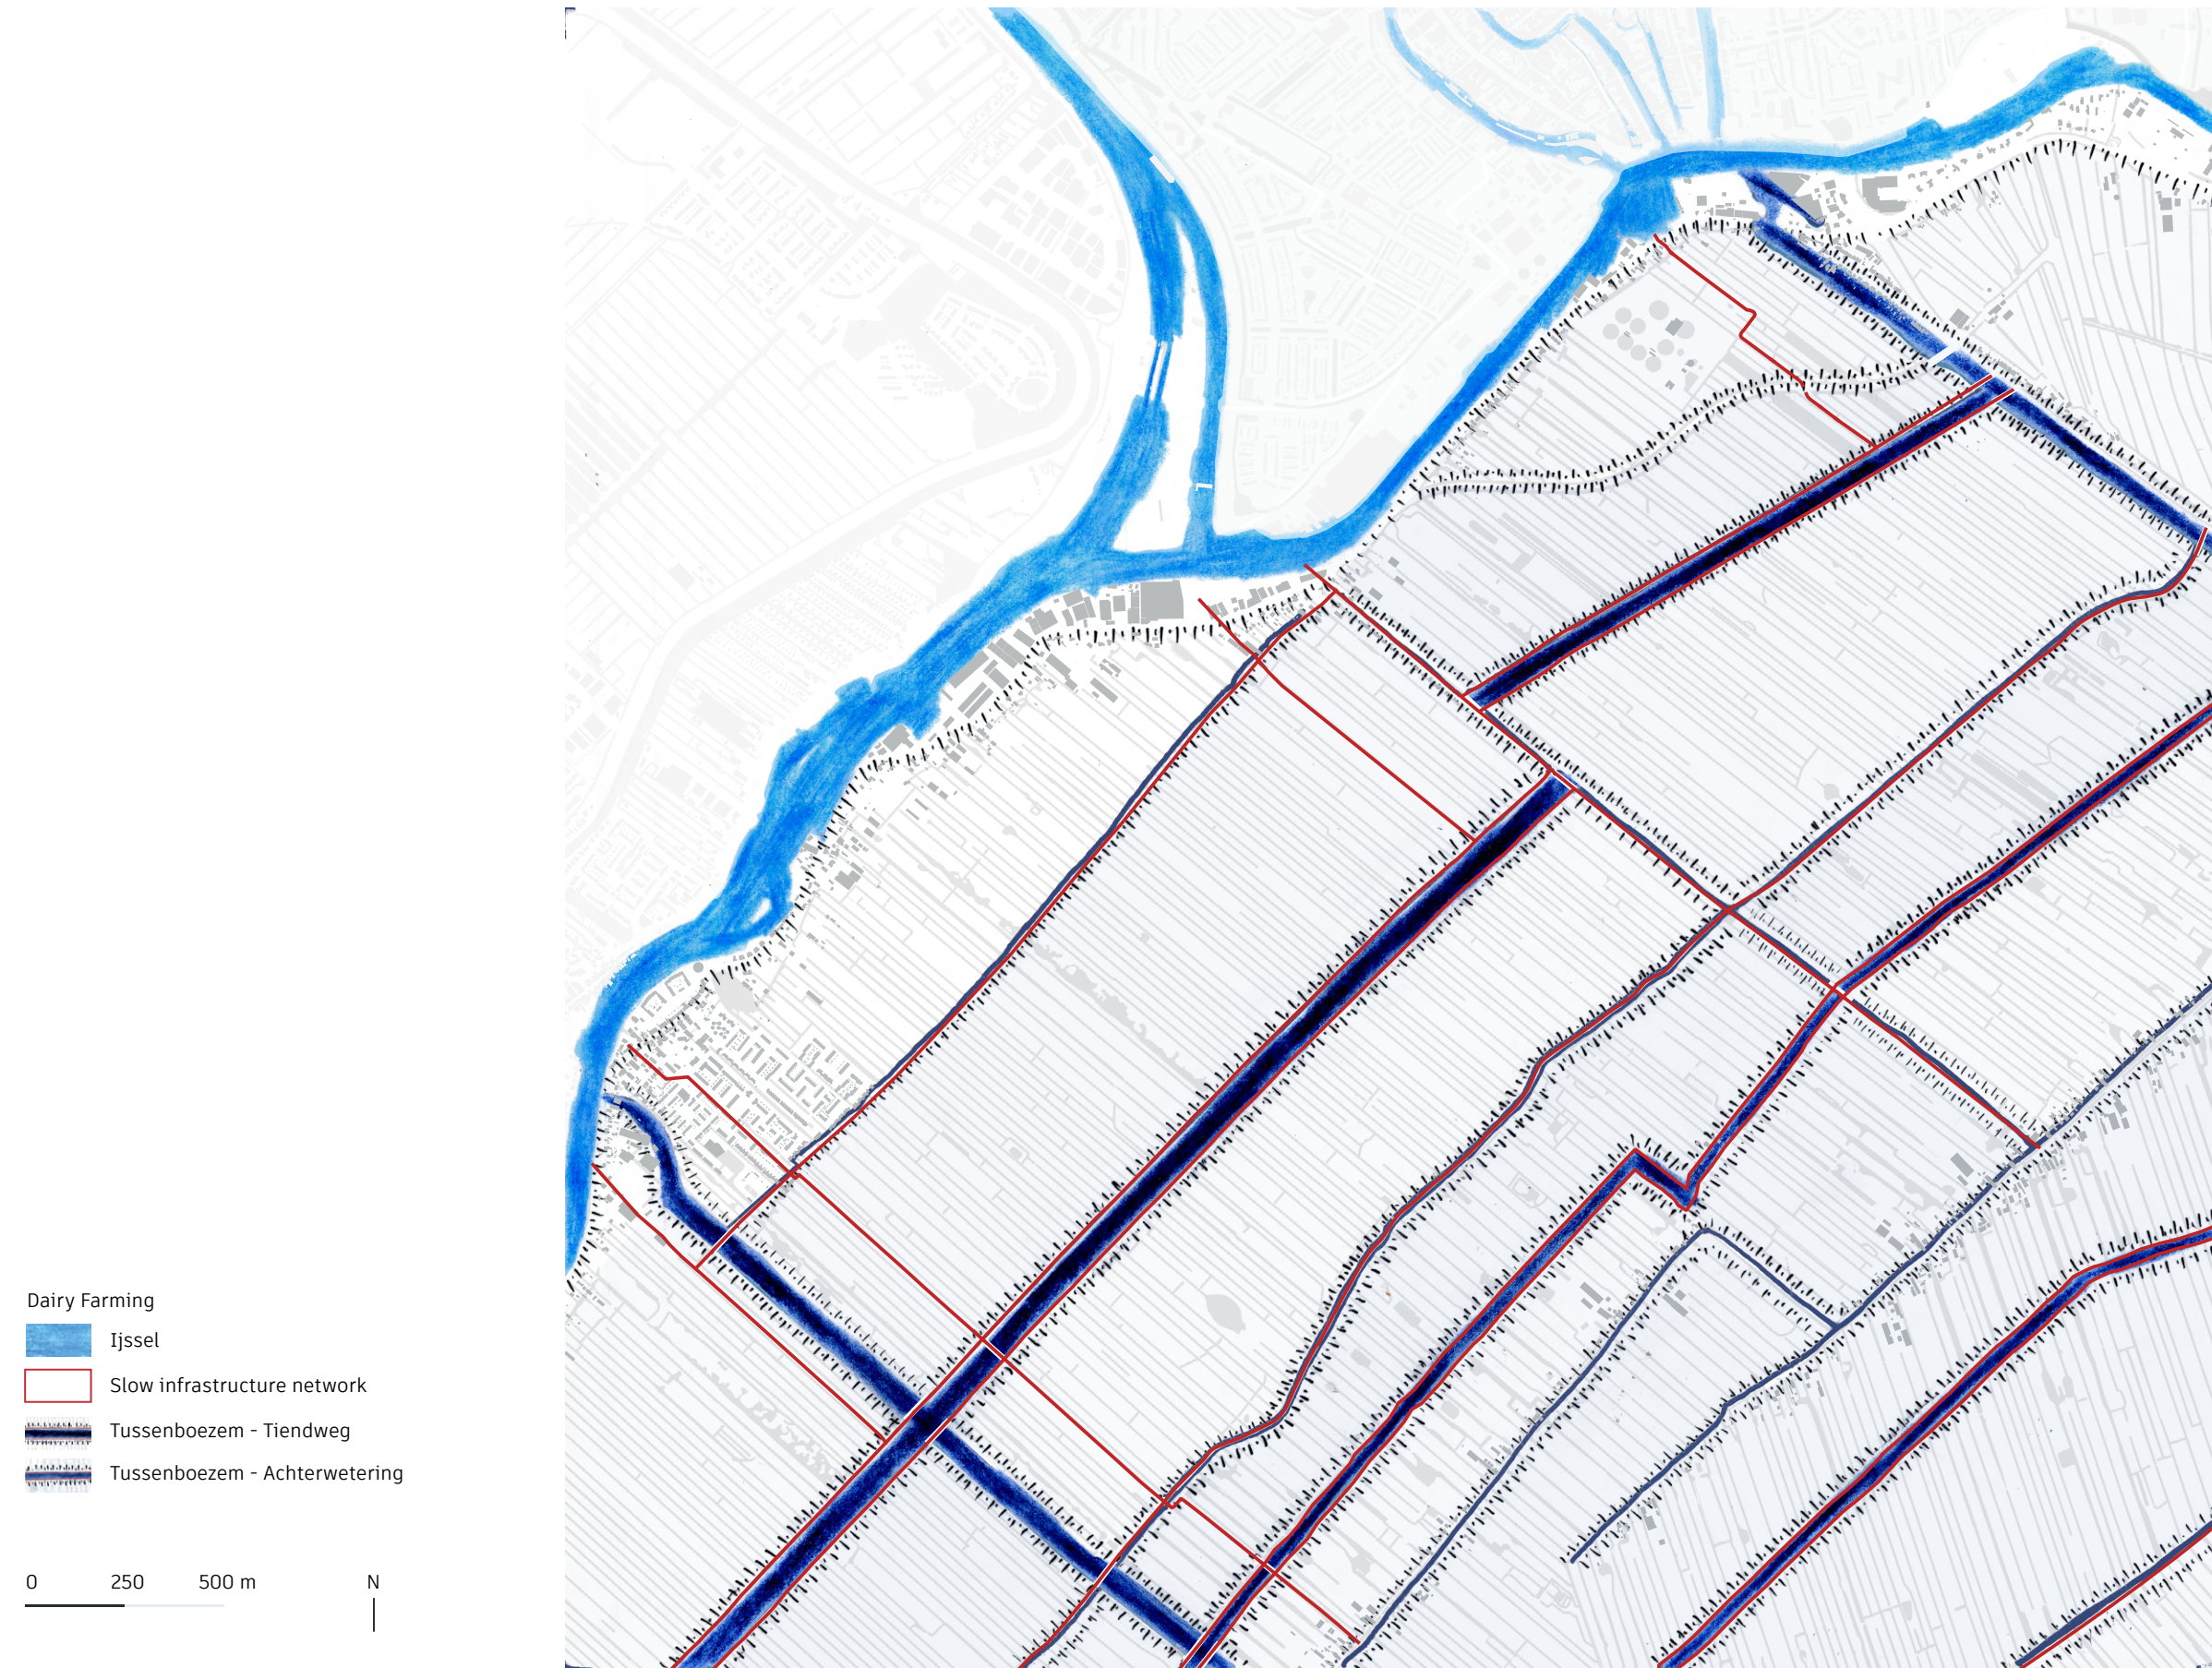 Dairy Farming
Ijssel
Slow infrastructure network
Tussenboezem - Tiendweg
Tussenboezem - Achterwetering
0 250 500 m N